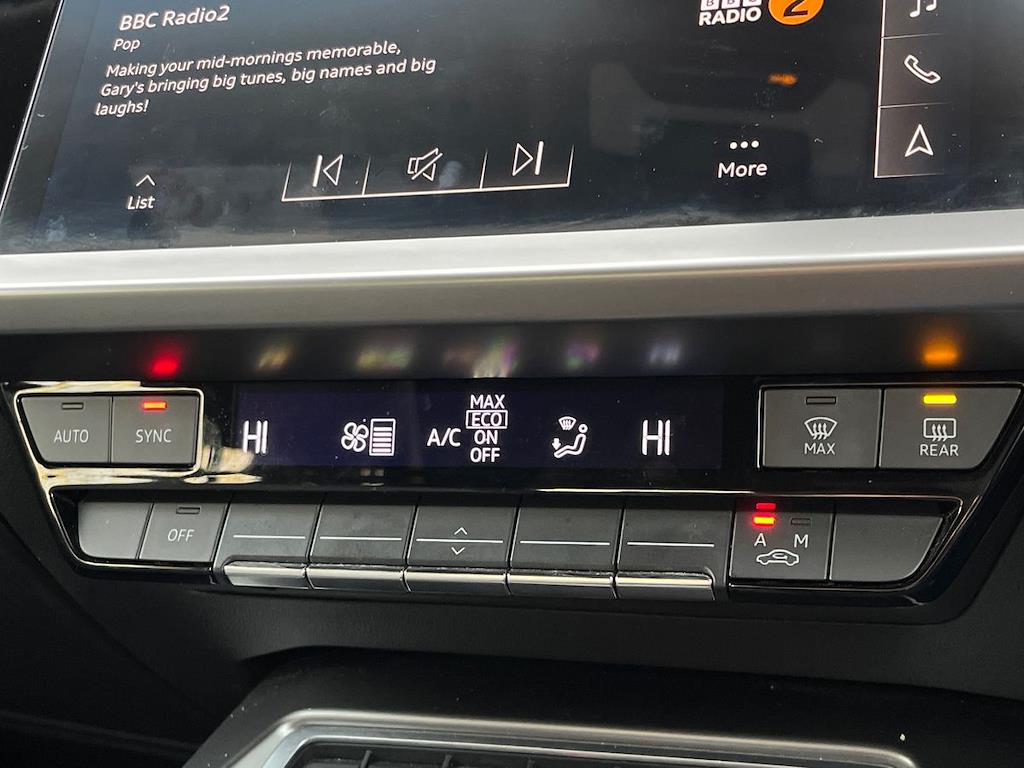 BBC Radio2
Pop
Making your mid-mornings memorable,
Gary's bringing big tunes, big names and big
laughs!
BBC
RADIO 2
List
More
AUTO
SYNC
HI
A/C
MAX
ECO
ON
OFF
HI
MAX
REAR
OFF
A
M